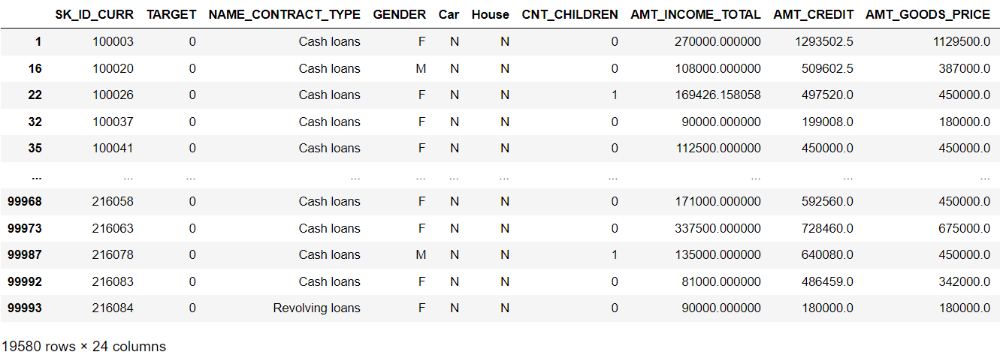 SK_ID_CURR TARGET NAME_CONTRACT_TYPE GENDER Car House CNT_CHILDREN AMT_INCOME_TOTAL AMT_CREDIT AMT_GOODS_PRICE
1 100003 0 Cash loans F N N 0 270000.000000 1293502.5 1129500.0
16 100020 0 Cash loans M N N 0 108000.000000 509602.5 387000.0
22 100026 0 Cash loans F N N 1 169426.158058 497520.0 450000.0
32 100037 0 Cash loans F N N 0 90000.000000 199008.0 180000.0
35 100041 0 Cash loans F N N 0 112500.000000 450000.0 450000.0
... ... ... ... ... ... ... ... ... ... ...
99968 216058 0 Cash loans F N N 0 171000.000000 592560.0 450000.0
99973 216063 0 Cash loans F N N 0 337500.000000 728460.0 675000.0
99987 216078 0 Cash loans M N N 1 135000.000000 640080.0 450000.0
99992 216083 0 Cash loans F N N 0 81000.000000 486459.0 342000.0
99993 216084 0 Revolving loans F N N 0 90000.000000 180000.0 180000.0
19580 rows × 24 columns